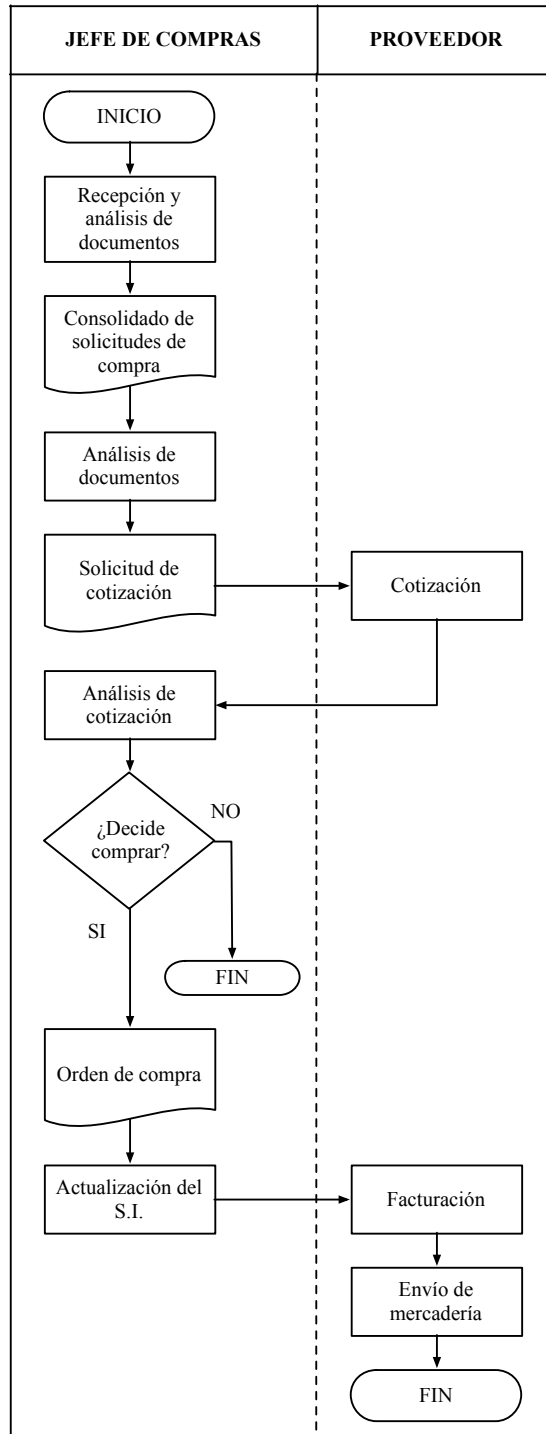 JEFE DE COMPRAS
PROVEEDOR
INICIO
Recepción y
análisis de
documentos
Consolidado de
solicitudes de
compra
Análisis de
documentos
Solicitud de
cotización
Cotización
Análisis de
cotización
¿Decide
comprar?
NO
SI
FIN
Orden de compra
Actualización del
S.I.
Facturación
Envío de
mercadería
FIN